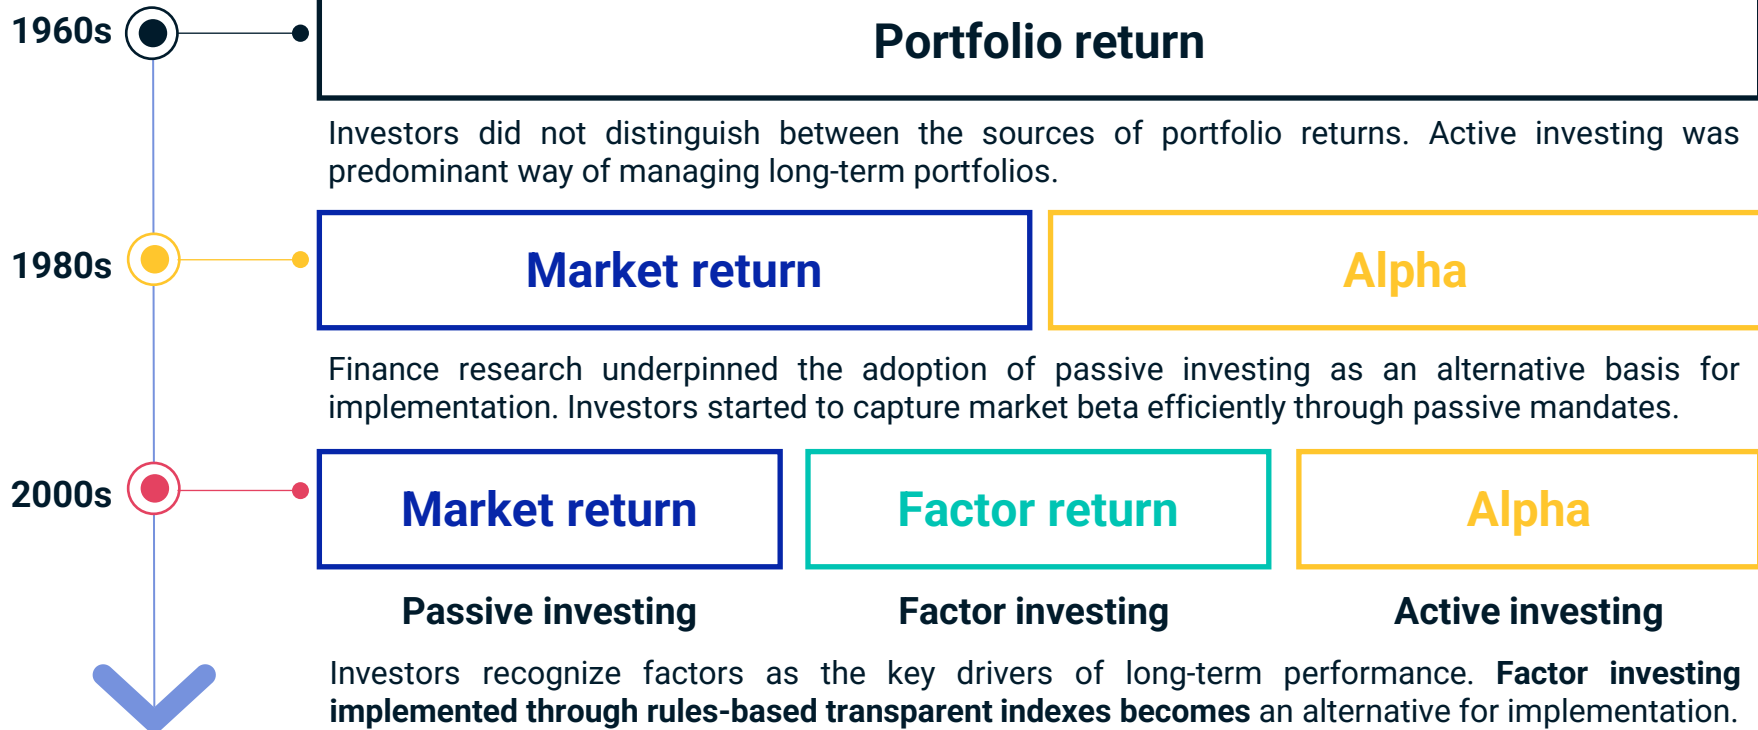 1960s
Portfolio return
Investors did not distinguish between the sources of portfolio returns. Active investing was
predominant way of managing long-term portfolios.
1980s
Market return
Alpha
Finance research underpinned the adoption of passive investing as an alternative basis for
implementation. Investors started to capture market beta efficiently through passive mandates.
2000s
Market return
Factor return
Alpha
Passive investing
Factor investing
Active investing
Investors recognize factors as the key drivers of long-term performance. Factor investing
implemented through rules-based transparent indexes becomes an alternative for implementation.